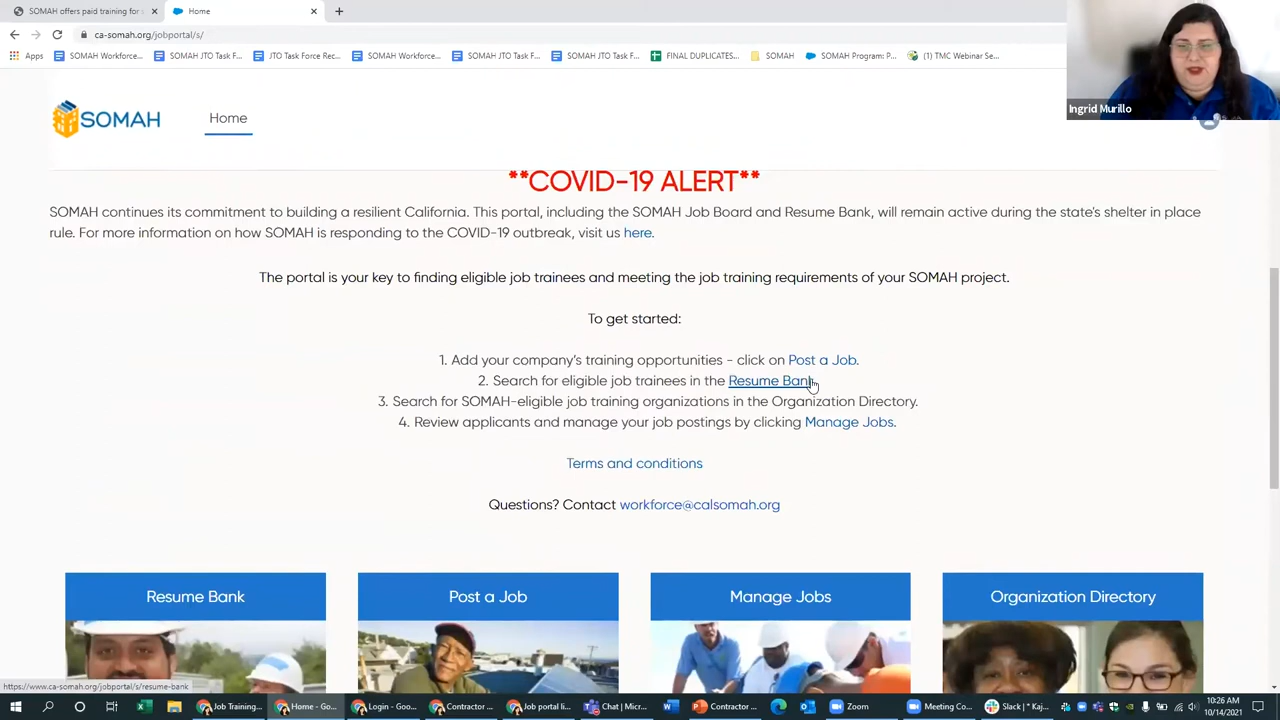 SOMAH offers paid training for s
Home
ca-somah.org/jobportal/s/
Apps
SOMAH Workforce...
SOMAH JTO Task F...
JTO Task Force Rec...
SOMAH Workforce...
SOMAH JTO Task F...
SOMAH JTO Task F...
FINAL DUPLICATES...
SOMAH
SOMAH Program: P...
(1) TMC Webinar Se...
Ingrid Murillo
SOMAH
Home
**COVID-19 ALERT**
SOMAH continues its commitment to building a resilient California. This portal, including the SOMAH Job Board and Resume Bank, will remain active during the state's shelter in place
rule. For more information on how SOMAH is responding to the COVID-19 outbreak, visit us here.
The portal is your key to finding eligible job trainees and meeting the job training requirements of your SOMAH project.
To get started:
1. Add your company's training opportunities - click on Post a Job.
2. Search for eligible job trainees in the Resume Bank.
3. Search for SOMAH-eligible job training organizations in the Organization Directory.
4. Review applicants and manage your job postings by clicking Manage Jobs.
Terms and conditions
Questions? Contact workforce@calsomah.org
Resume Bank
Post a Job
Manage Jobs
Organization Directory
https://www.ca-somah.org/jobportal/s/resume-bank
Job Training...
Home - Go...
Login - Goo...
Contractor ...
Job portal li...
Chat | Micr...
Word
Contractor ...
Zoom
Meeting Co...
Slack | * Kaj...
10:26 AM
10/14/2021